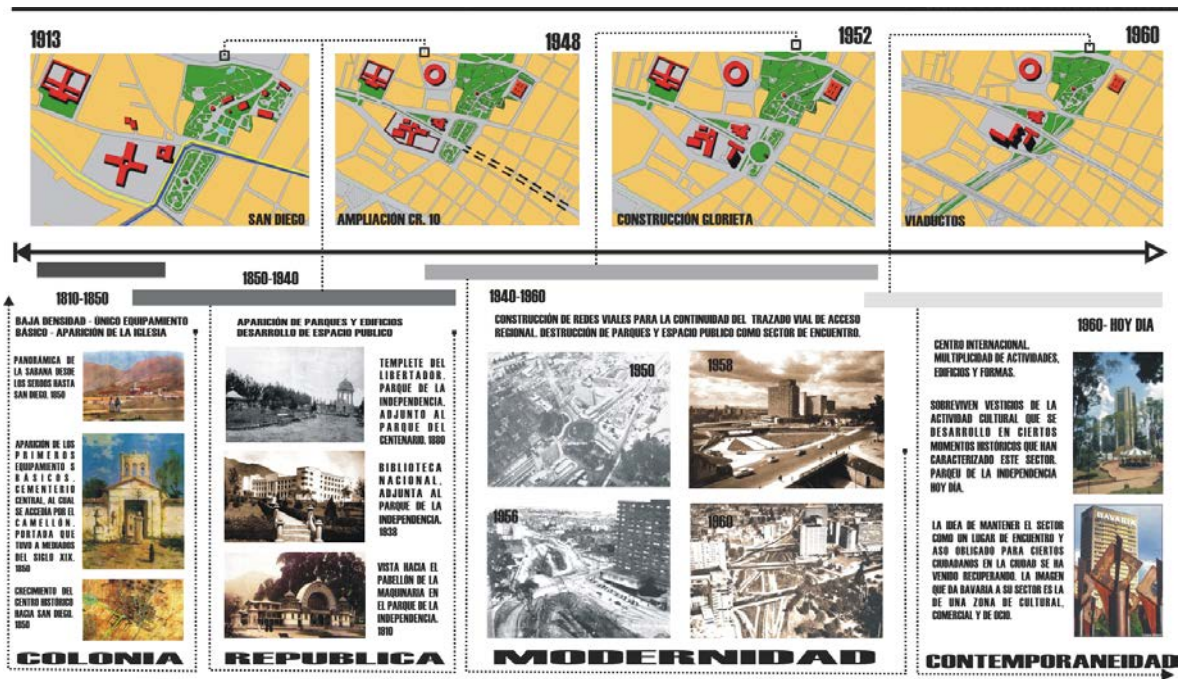 1913
1948
1952
1960
SAN DIEGO
AMPLIACIÓN CR. 10
CONSTRUCCIÓN GLORIETA
VIADUCTOS
1810-1850
BAJA DENSIDAD - ÚNICO EQUIPAMIENTO
BÁSICO - APARICIÓN DE LA IGLESIA
PANORÁMICA DE
LA SABANA DESDE
LOS SERDOS HASTA
SAN DIEGO. 1850
APARICIÓN DE LOS
PRIMEROS
EQUIPAMIENTO S
BÁSICOS.
CEMENTERIO
CENTRAL, AL CUAL
SE ACCEDÍA POR EL
CAMELLÓN.
PORTADA QUE
TUVO A MEDIADOS
DEL SIGLO XIX.
1850
CRECIMIENTO DEL
CENTRO HISTÓRICO
HACIA SAN DIEGO.
1850
COLONIA
1850-1940
APARICIÓN DE PARQUES Y EDIFICIOS
DESARROLLO DE ESPACIO PUBLICO
TEMPLETE DEL
LIBERTADOR,
PARQUE DE LA
INDEPENDENCIA.
ADJUNTO AL
PARQUE DEL
CENTENARIO. 1880
BIBLIOTECA
NACIONAL,
ADJUNTA AL
PARQUE DE LA
INDEPENDENCIA.
1938
VISTA HACIA EL
PABELLÓN DE LA
MAQUINARIA EN
EL PARQUE DE LA
INDEPENDENCIA.
1810
REPUBLICA
1940-1960
CONSTRUCCIÓN DE REDES VIALES PARA LA CONTINUIDAD DEL TRAZADO VIAL DE ACCESO
REGIONAL. DESTRUCCIÓN DE PARQUES Y ESPACIO PUBLICO COMO SECTOR DE ENCUENTRO.
1950
1958
1956
1960
MODERNIDAD
1960- HOY DIA
CENTRO INTERNACIONAL.
MULTIPLICIDAD DE ACTIVIDADES,
EDIFICIOS Y FORMAS.
SOBREVIVEN VESTIGIOS DE LA
ACTIVIDAD CULTURAL QUE SE
DESARROLLO EN CIERTOS
MOMENTOS HISTÓRICOS QUE HAN
CARACTERIZADO ESTE SECTOR.
PARQEU DE LA INDEPENDENCIA
HOY DÍA.
LA IDEA DE MANTENER EL SECTOR
COMO UN LUGAR DE ENCUENTRO Y
ASO OBLIGADO PARA CIERTOS
CIUDADANOS EN LA CIUDAD SE HA
VENIDO RECUPERANDO. LA IMAGEN
QUE DA BAVARIA A SU SECTOR ES LA
DE UNA ZONA DE CULTURAL,
COMERCIAL Y DE OCIO.
BAVARIA
CONTEMPORANEIDAD